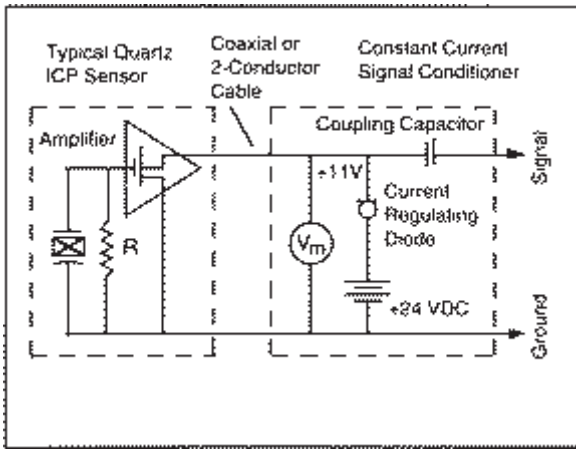 Typical Quartz
ICP Sensor
Coaxial or
2-Conductor
Cable
Constant Current
Signal Conditioner
Amplifier
Coupling Capacitor
Signal
+11V
Current
Regulating
Diode
R
Vm
+24 VDC
Ground